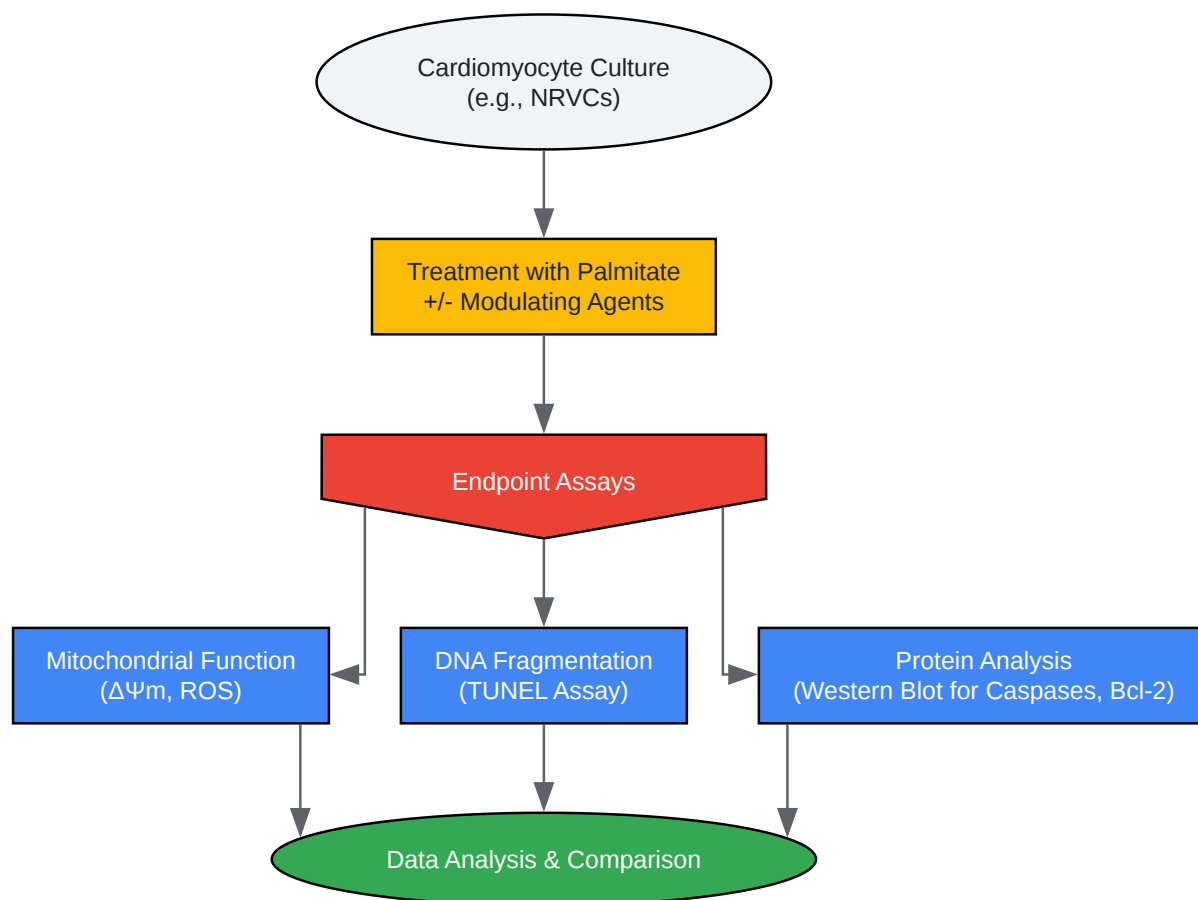 Cardiomyocyte Culture
(e.g., NRVCs)
Treatment with Palmitate
+/- Modulating Agents
Endpoint Assays
Mitochondrial Function
(ΔΨm, ROS)
DNA Fragmentation
(TUNEL Assay)
Protein Analysis
(Western Blot for Caspases, Bcl-2)
Data Analysis & Comparison